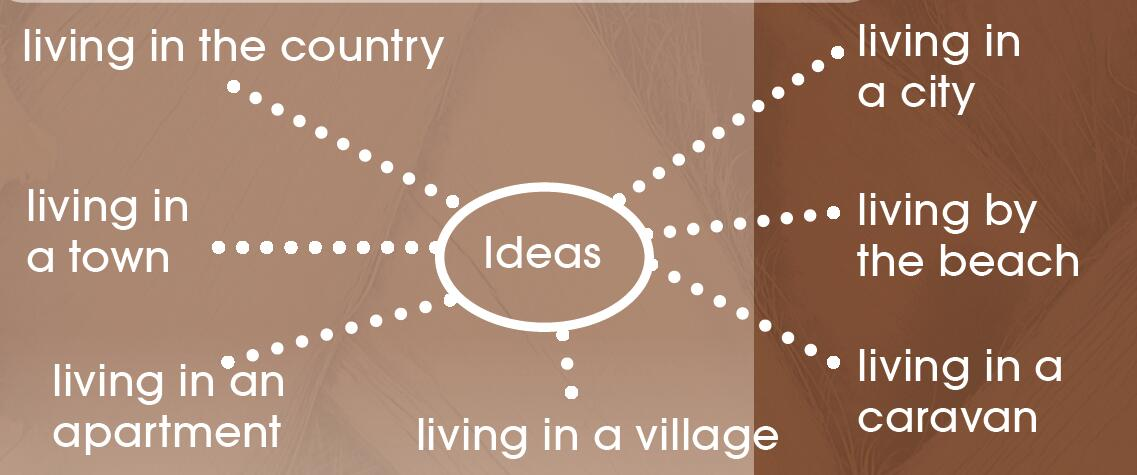 living in the country
living in
a city
living in
a town
Ideas
living by
the beach
living in an
apartment
living in a village
living in a
caravan